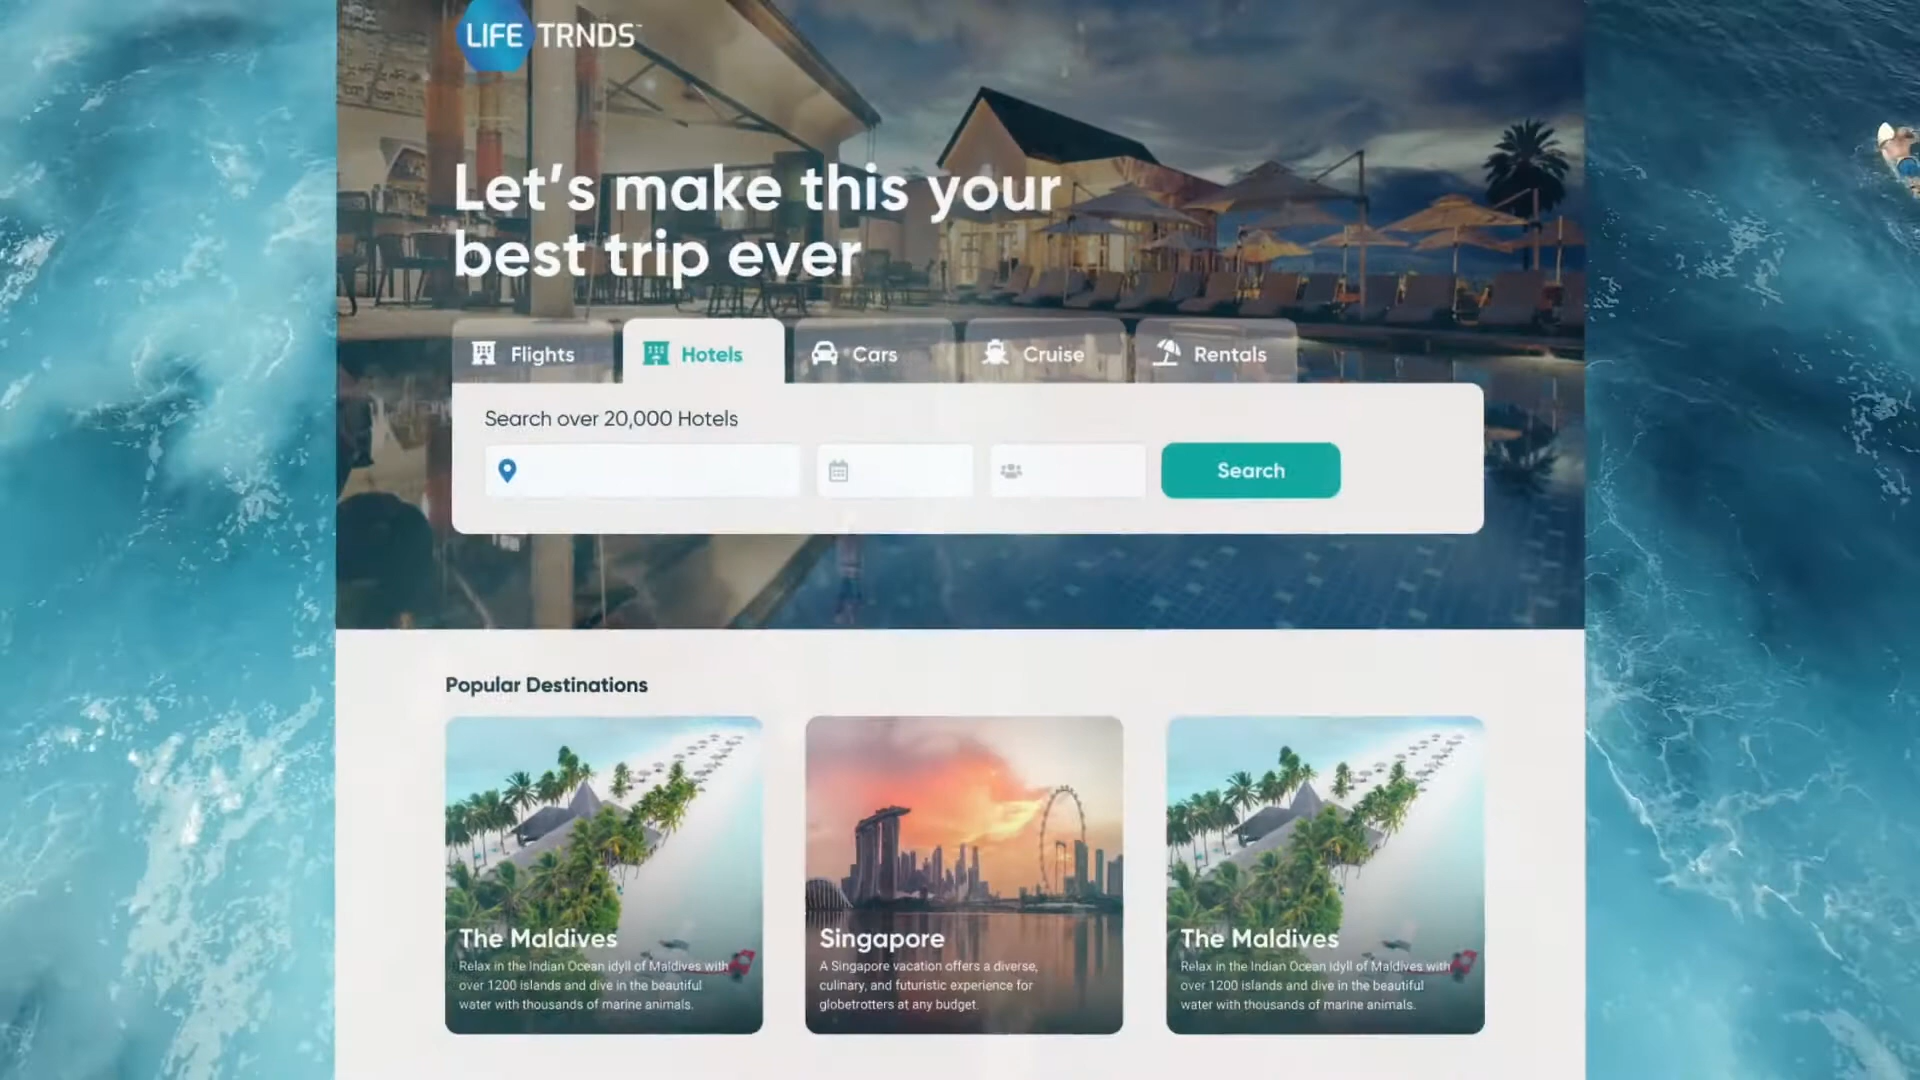 LIFE TRNDS
Let's make this your
best trip ever
Flights
Hotels
Cars
Cruise
Rentals
Search over 20,000 Hotels
Search
Popular Destinations
The Maldives
Relax in the Indian Ocean idyll of Maldives with
over 1200 islands and dive in the beautiful
water with thousands of marine animals.
Singapore
A Singapore vacation offers a diverse,
culinary, and futuristic experience for
globetrotters at any budget.
The Maldives
Relax in the Indian Ocean idyll of Maldives with
over 1200 islands and dive in the beautiful
water with thousands of marine animals.